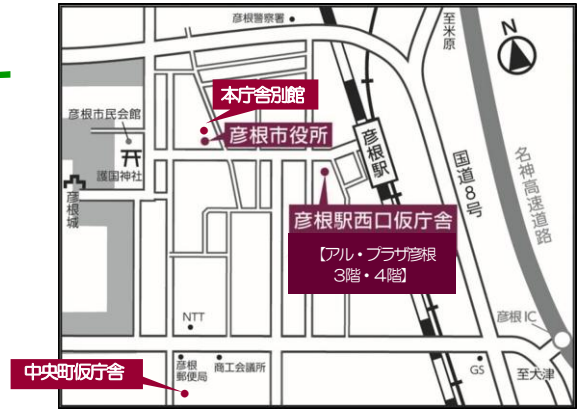 彦根警察署
至米原
N
本庁舎別館
彦根市民会館
彦根市役所
護国神社
彦根駅
国道8号
名神高速道路
彦根城
彦根駅西口仮庁舎
【アル・プラザ彦根
3階・4階】
NTT
彦根IC
中央町仮庁舎
彦根
郵便局
商工会議所
GS
至大津